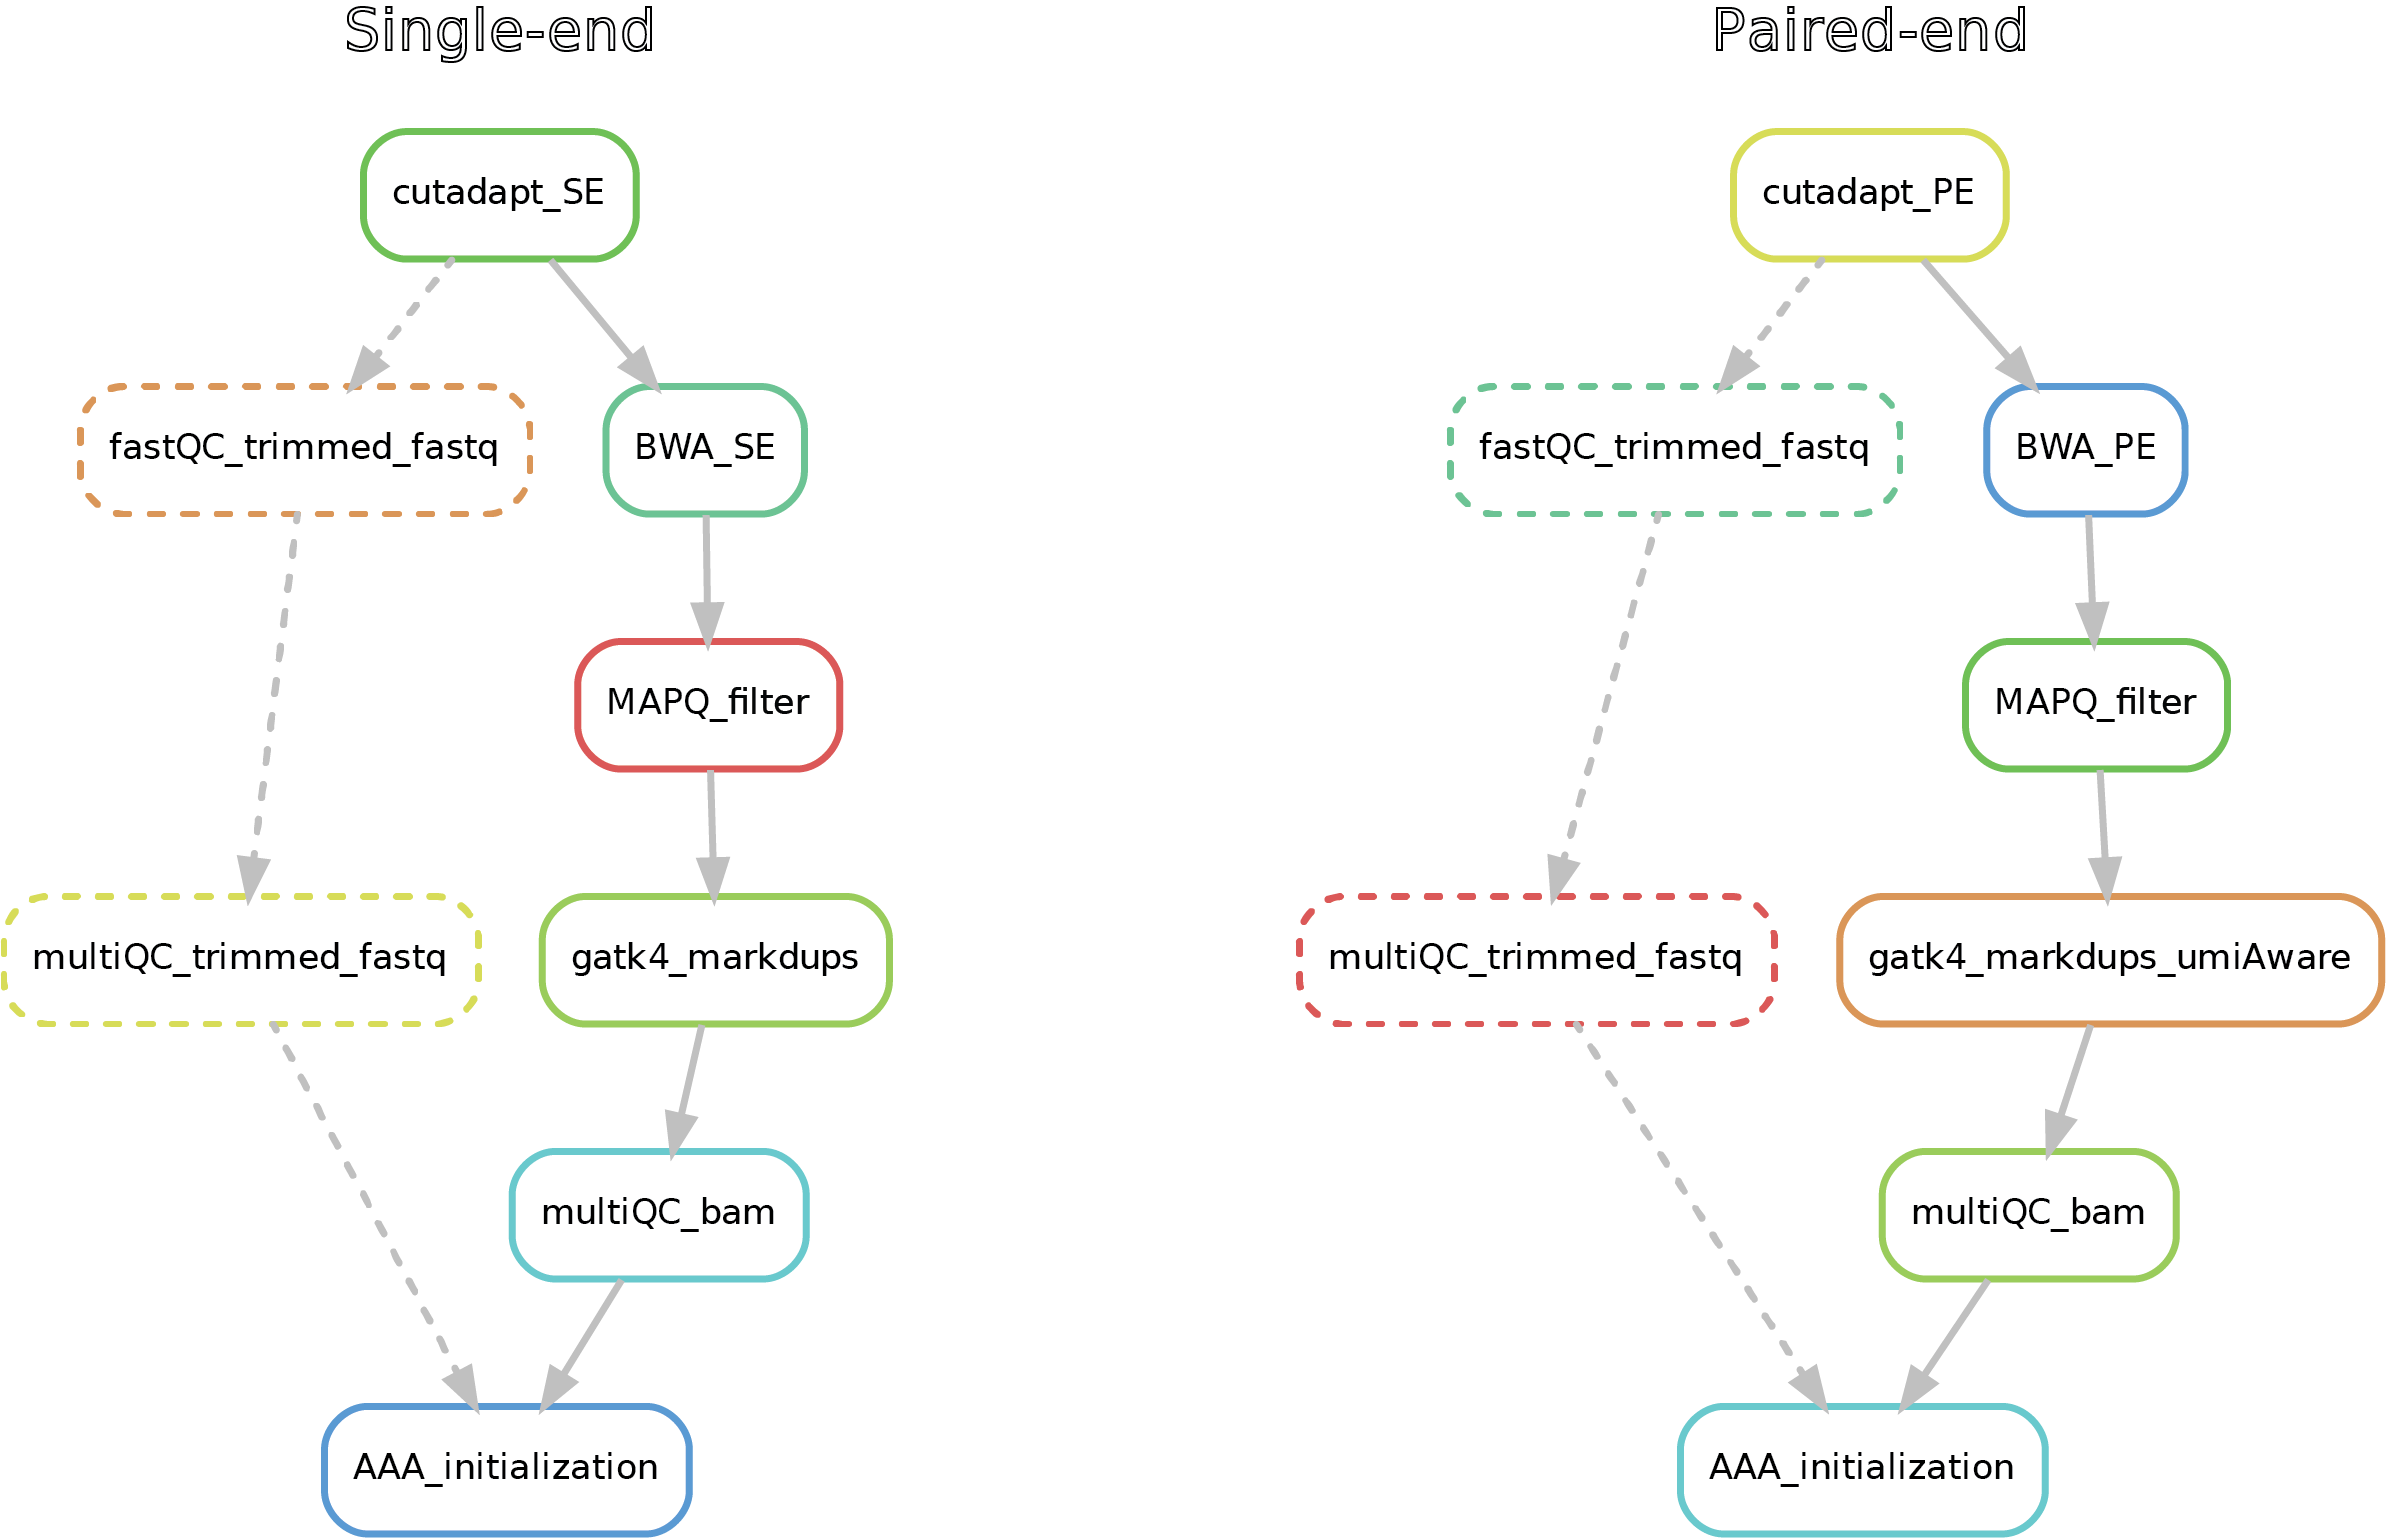 Single-end
cutadapt_SE
fastQC_trimmed_fastq
BWA_SE
MAPQ_filter
multiQC_trimmed_fastq
gatk4_markdups
multiQC_bam
AAA_initialization
Paired-end
cutadapt_PE
fastQC_trimmed_fastq
BWA_PE
MAPQ_filter
multiQC_trimmed_fastq
gatk4_markdups_umiAware
multiQC_bam
AAA_initialization